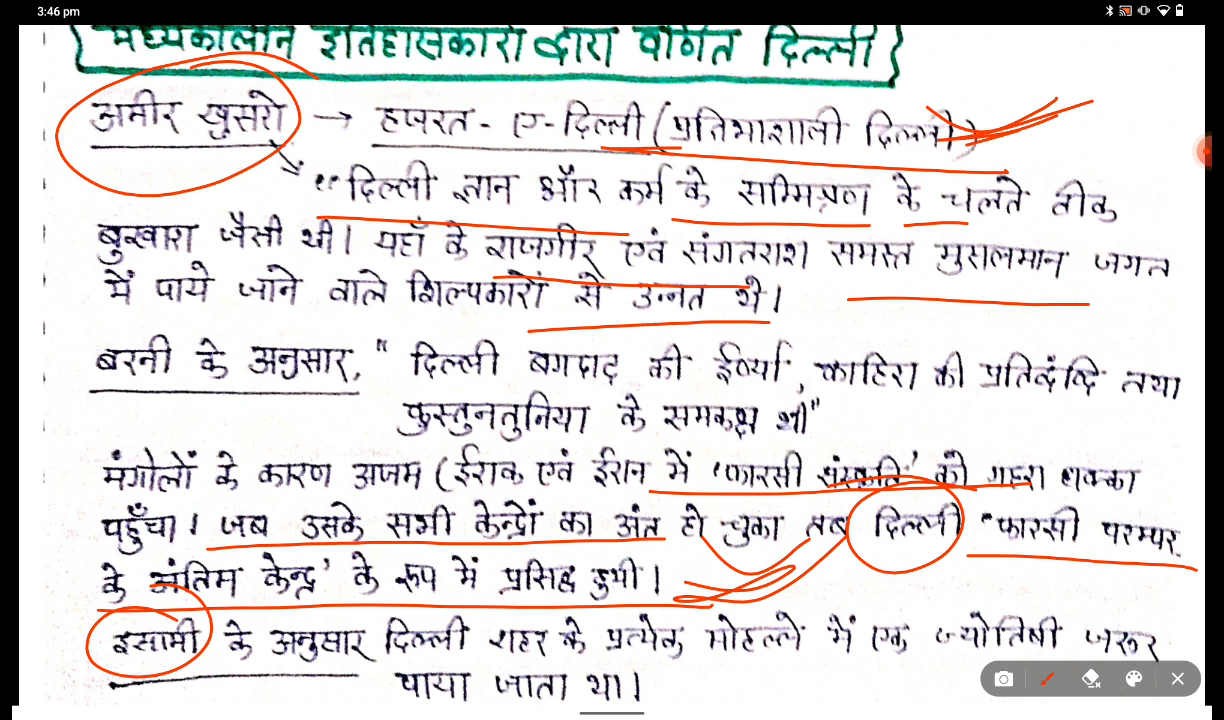 3:46 pm
मध्यकालीन इतिहासकारों द्वारा वर्णित दिल्ली
अमीर खुसरो → हजरत-ए-दिल्ली (प्रतिभाशाली दिल्ली)
"दिल्ली ज्ञान और कर्म के सम्मिश्रण के चलते ठीक
बुखारा जैसी थी। यहाँ के राजगीर एवं संगतराश समस्त मुसलमान जगत
में पाये जाने वाले शिल्पकारों से उन्नत थे।
बरनी के अनुसार, " दिल्ली बगदाद की ईर्ष्या, काहिरा की प्रतिद्वंद्वि तथा
कुस्तुनतुनिया के समकक्ष थी"
मंगोलों के कारण अजम (ईराक एवं ईरान में 'फारसी संस्कृति' को गहरा धक्का
पहुँचा। जब उसके सभी केन्द्रों का अंत हो चुका तब दिल्ली "फारसी परम्पर
के अंतिम केन्द्र' के रूप में प्रसिद्ध हुयी।
इसामी के अनुसार दिल्ली शहर के प्रत्येक मोहल्ले में एक ज्योतिषी जरूर
पाया जाता था।